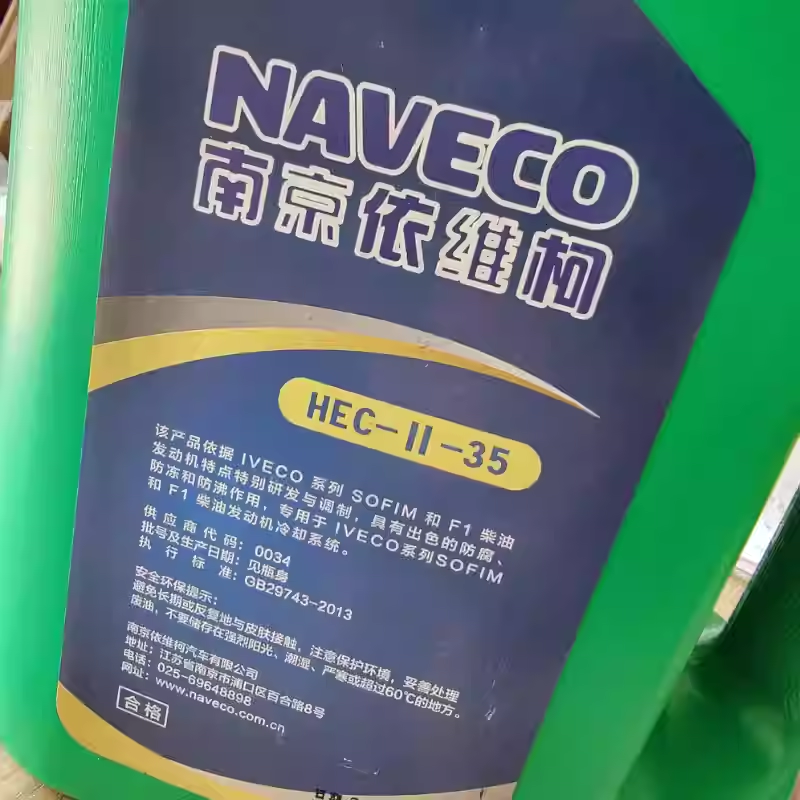 NAVECO
南京依维柯
HEC-II-35
该产品依据 IVECO 系列 SOFIM 和 F1 柴油
发动机特点特别研发与调制，具有出色的防腐、
防冻和防沸作用，专用于 IVECO系列SOFIM
和 F1 柴油发动机冷却系统。
供应商代码：0034
批号及生产日期：见瓶身
执行标准：GB29743-2013
安全环保提示：
避免长期或反复地与皮肤接触，注意保护环境，妥善处理
废油，不要储存在强烈阳光、潮湿、严寒或超过60℃的地方。
南京依维柯汽车有限公司
地址：江苏省南京市浦口区百合路8号
电话：025-69648898
网址：www.naveco.com.cn
合格